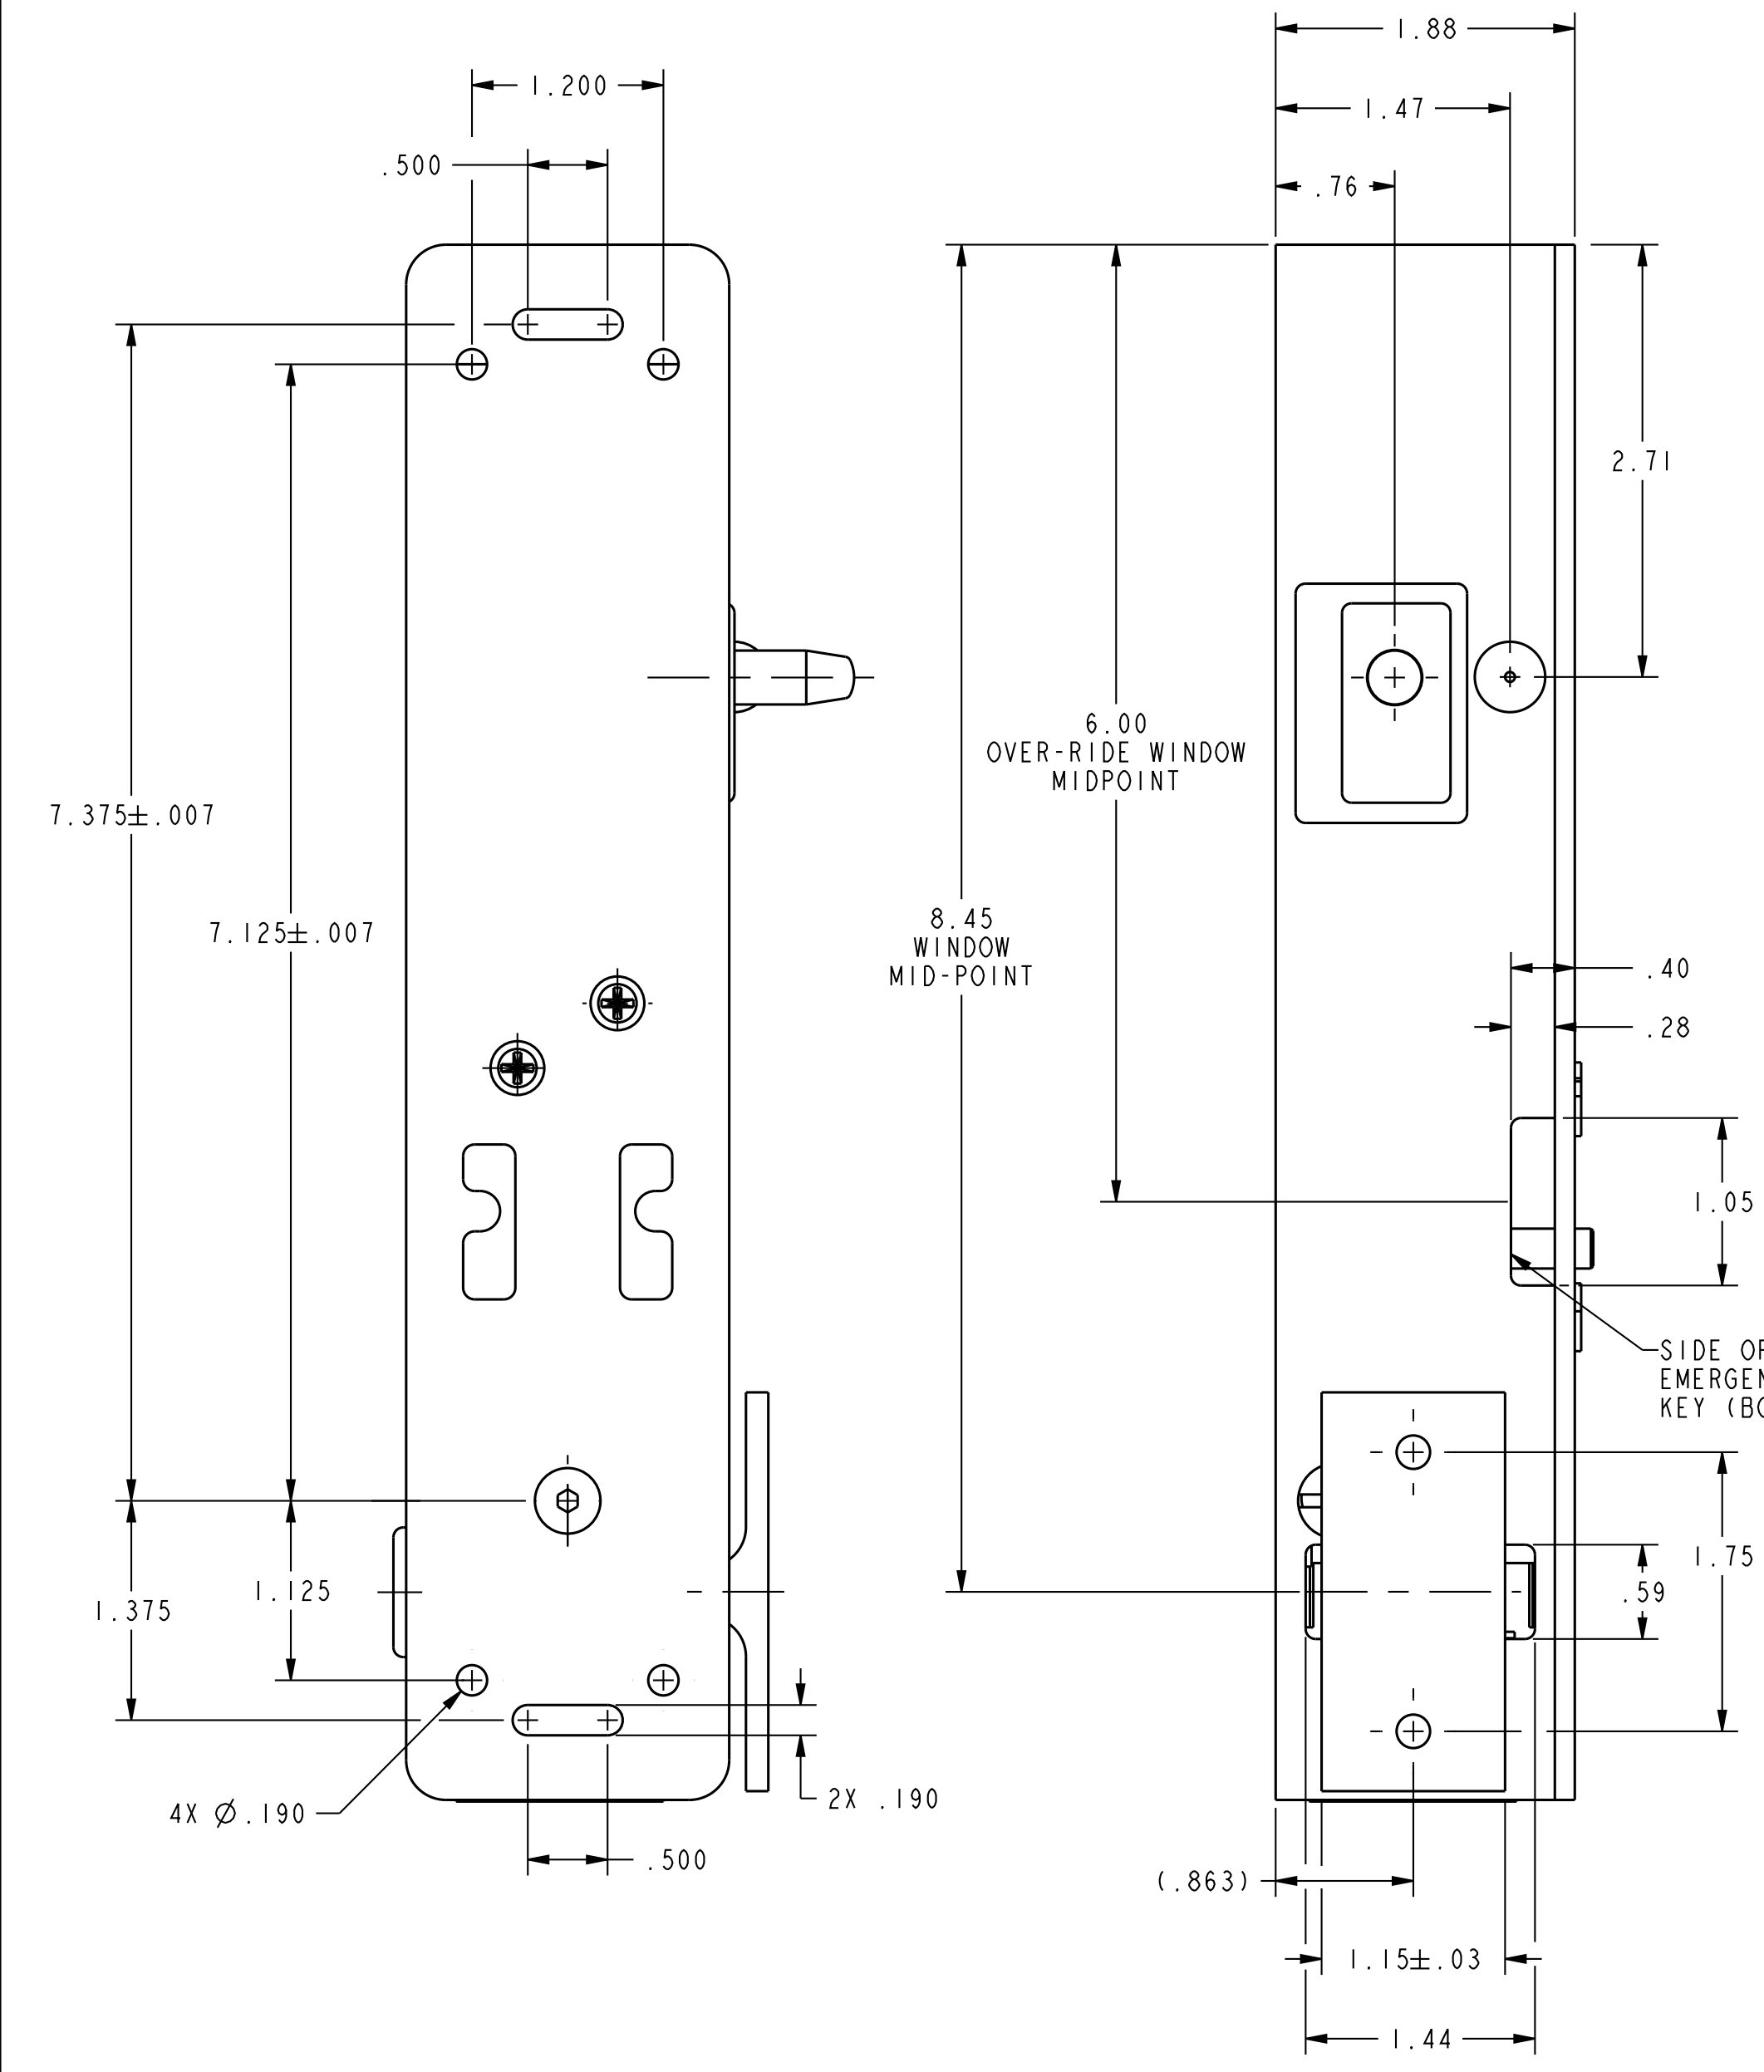 1.88
1.200
1.47
.500
.76
2.71
6.00
OVER-RIDE WINDOW
MIDPOINT
7.375±.007
7.125±.007
8.45
WINDOW
MID-POINT
.40
.28
1.05
SIDE OF
EMERGEN
KEY (BO
1.75
1.125
.59
1.375
2X .190
4X Ø.190
.500
(.863)
1.15±.03
1.44